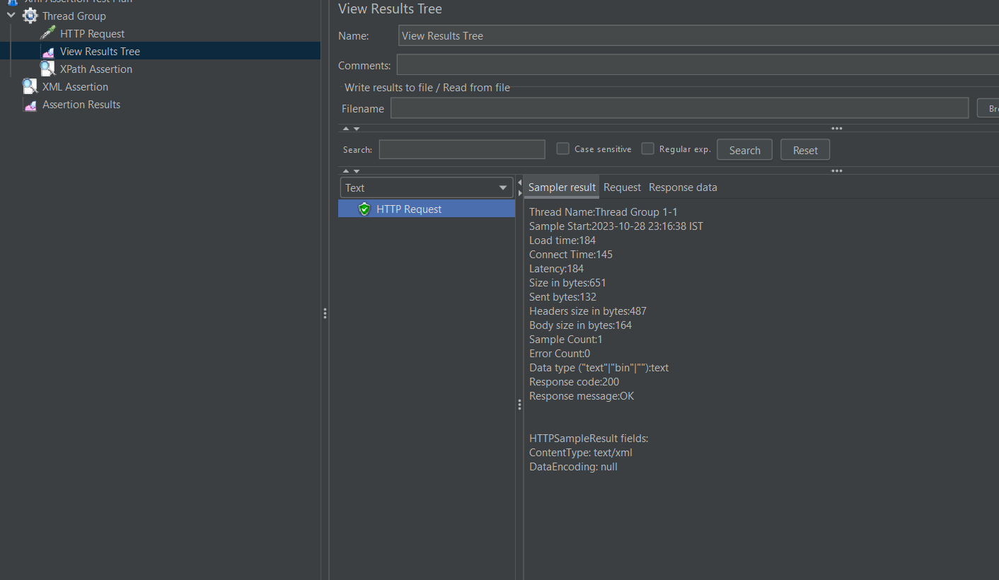 Xml Assertion Test Plan
Thread Group
HTTP Request
View Results Tree
XPath Assertion
XML Assertion
Assertion Results
View Results Tree
Name: View Results Tree
Comments:
Write results to file / Read from file
Filename Bro
Search: Case sensitive Regular exp. Search Reset
Text
HTTP Request
Sampler result Request Response data
Thread Name:Thread Group 1-1
Sample Start:2023-10-28 23:16:38 IST
Load time:184
Connect Time:145
Latency:184
Size in bytes:651
Sent bytes:132
Headers size in bytes:487
Body size in bytes:164
Sample Count:1
Error Count:0
Data type ("text"|"bin"|""):text
Response code:200
Response message:OK
HTTPSampleResult fields:
ContentType: text/xml
DataEncoding: null